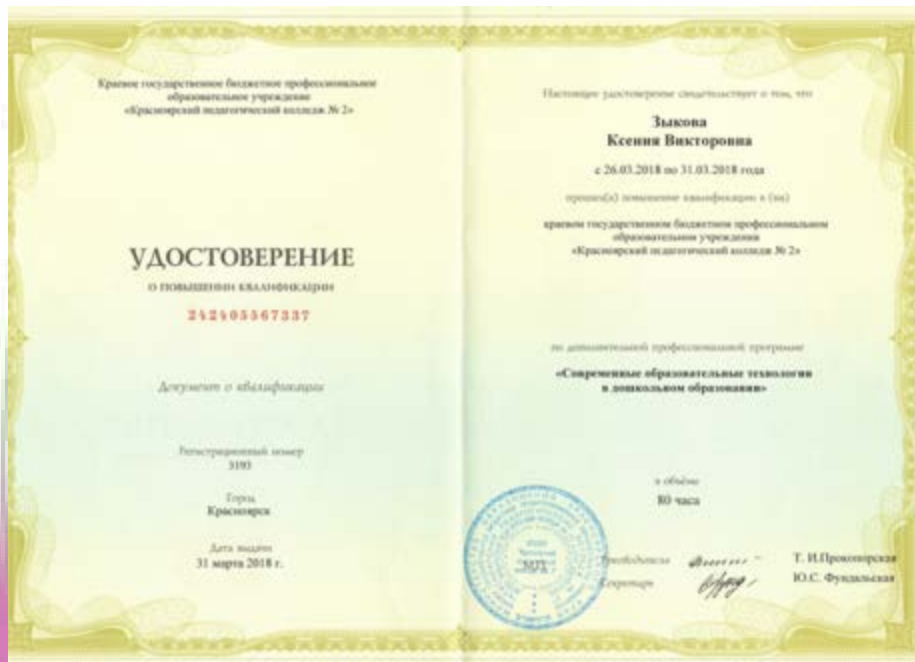 Краевое государственное бюджетное профессиональное
образовательное учреждение
«Красноярский педагогический колледж № 2»
УДОСТОВЕРЕНИЕ
О ПОВЫШЕНИИ КВАЛИФИКАЦИИ
242405567337
Документ о квалификации
Регистрационный номер
3193
Город
Красноярск
Дата выдачи
31 марта 2018 г.
Настоящее удостоверение свидетельствует о том, что
Зыкова
Ксения Викторовна
с 26.03.2018 по 31.03.2018 года
прошел(а) повышение квалификации в (на)
краевом государственном бюджетном профессиональном
образовательном учреждении
«Красноярский педагогический колледж № 2»
по дополнительной профессиональной программе
«Современные образовательные технологии
в дошкольном образовании»
в объёме
80 часа
М.П.
Руководитель
Т. И.Прокопорская
Секретарь
Ю.С. Фундальская